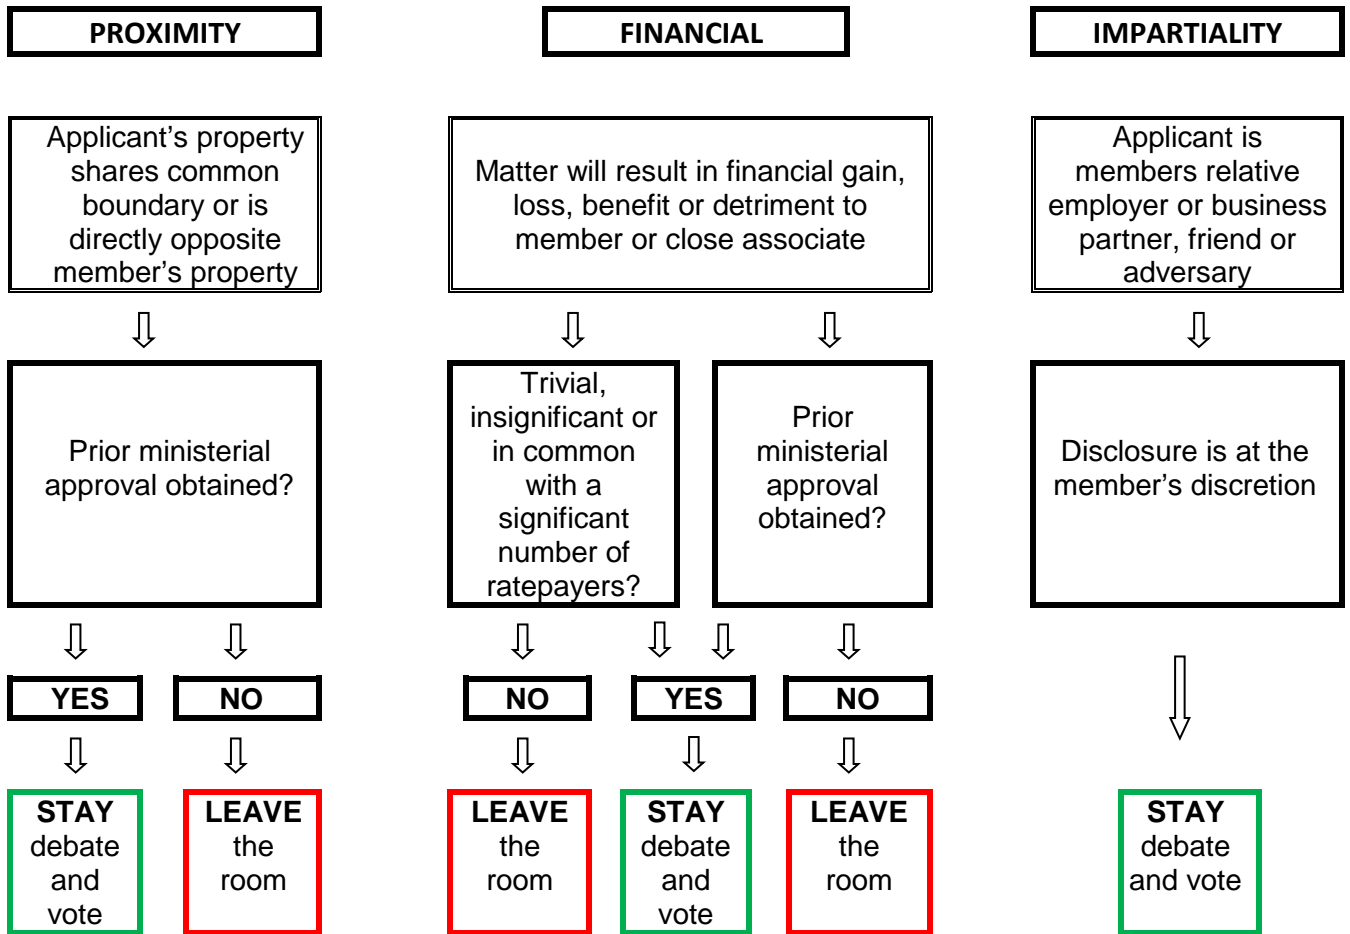 PROXIMITY
FINANCIAL
IMPARTIALITY
Applicant’s property
shares common
boundary or is
directly opposite
member’s property
Matter will result in financial gain,
loss, benefit or detriment to
member or close associate
Applicant is
members relative
employer or business
partner, friend or
adversary
Prior ministerial
approval obtained?
Trivial,
insignificant or
in common
with a
significant
number of
ratepayers?
Prior
ministerial
approval
obtained?
Disclosure is at the
member’s discretion
YES
NO
NO
YES
NO
STAY
debate
and
vote
LEAVE
the
room
LEAVE
the
room
STAY
debate
and
vote
LEAVE
the
room
STAY
debate
and vote